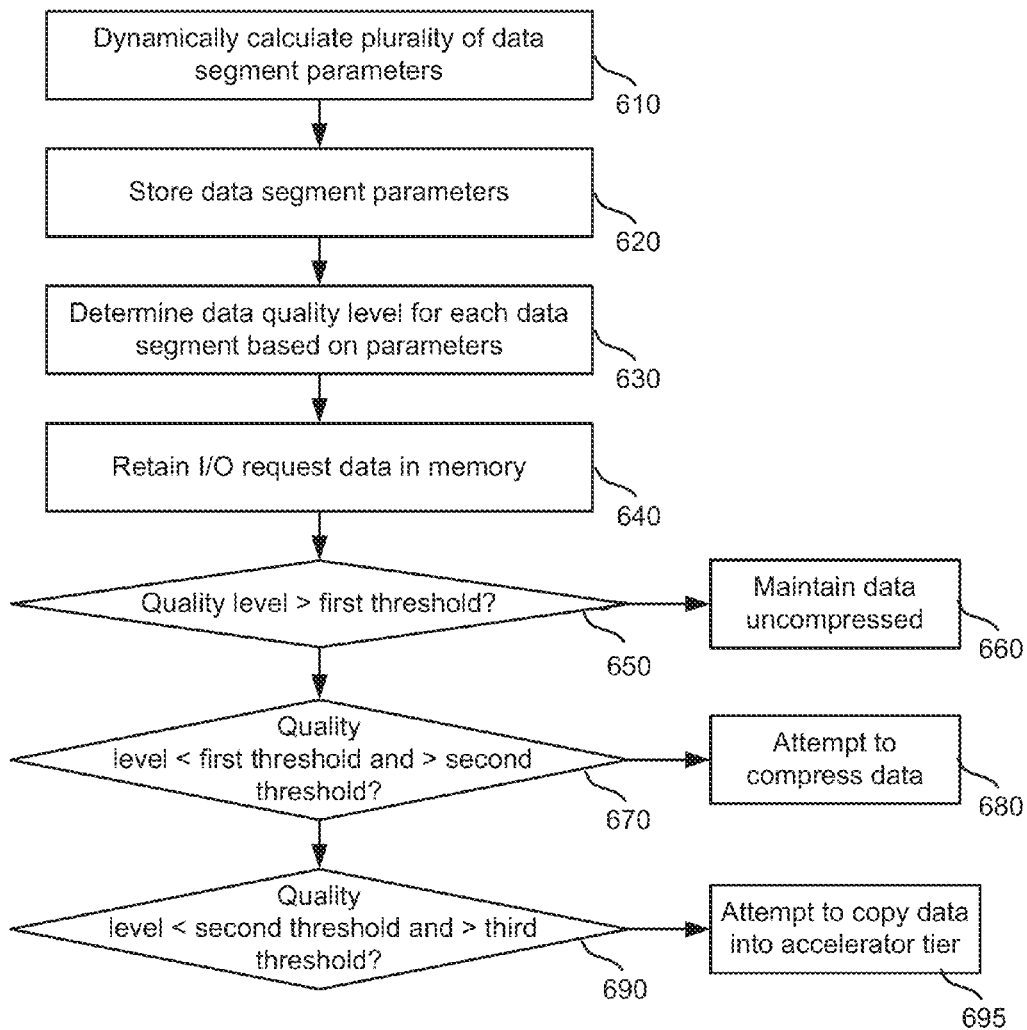 Dynamically calculate plurality of data
segment parameters
610
Store data segment parameters
620
Determine data quality level for each data
segment based on parameters
630
Retain I/O request data in memory
640
Quality level > first threshold?
650
Maintain data
uncompressed
660
Quality
level < first threshold and > second
threshold?
670
Attempt to
compress data
680
Quality
level < second threshold and > third
threshold?
690
Attempt to copy data
into accelerator tier
695